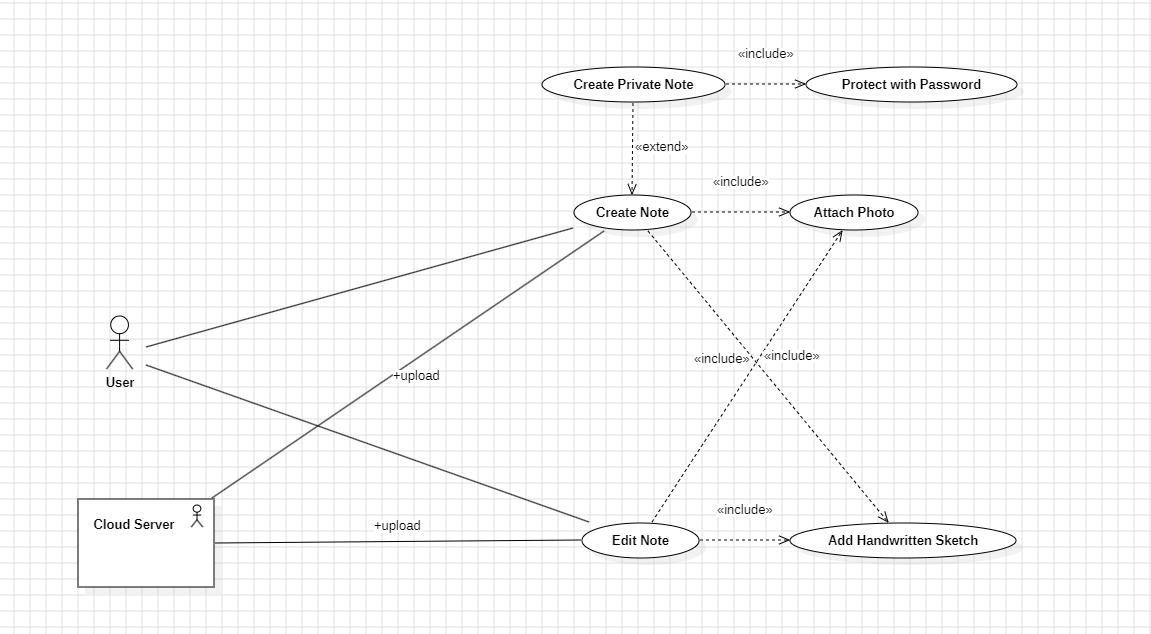 «include»
Create Private Note
Protect with Password
«extend»
«include»
Create Note
Attach Photo
«include»
«include»
+upload
User
«include»
Cloud Server
+upload
Edit Note
Add Handwritten Sketch